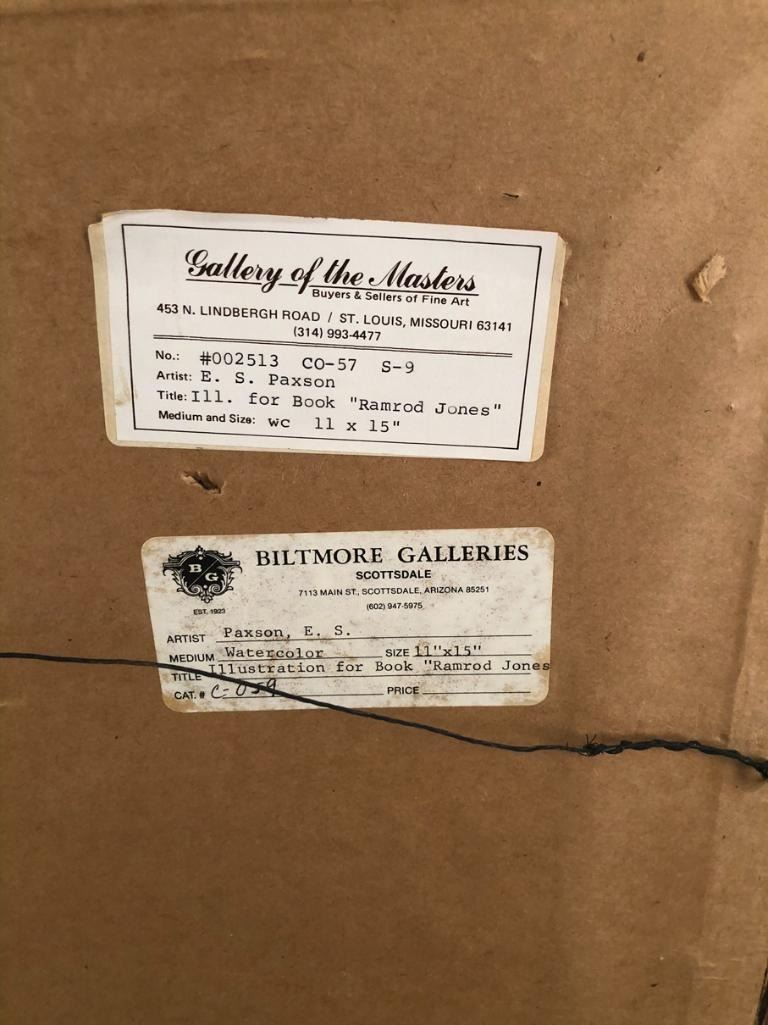 Gallery of the Masters
Buyers & Sellers of Fine Art
453 N. LINDBERGH ROAD / ST. LOUIS, MISSOURI 63141
(314) 993-4477
No.: #002513 CO-57 S-9
Artist: E. S. Paxson
Title: Ill. for Book "Ramrod Jones"
Medium and Size: WC 11 x 15"
BG
EST. 1923
BILTMORE GALLERIES
SCOTTSDALE
7113 MAIN ST., SCOTTSDALE, ARIZONA 85251
(602) 947-5975
ARTIST Paxson, E. S.
MEDIUM Watercolor SIZE 11"x15"
TITLE Illustration for Book "Ramrod Jones
CAT. # C-059 PRICE